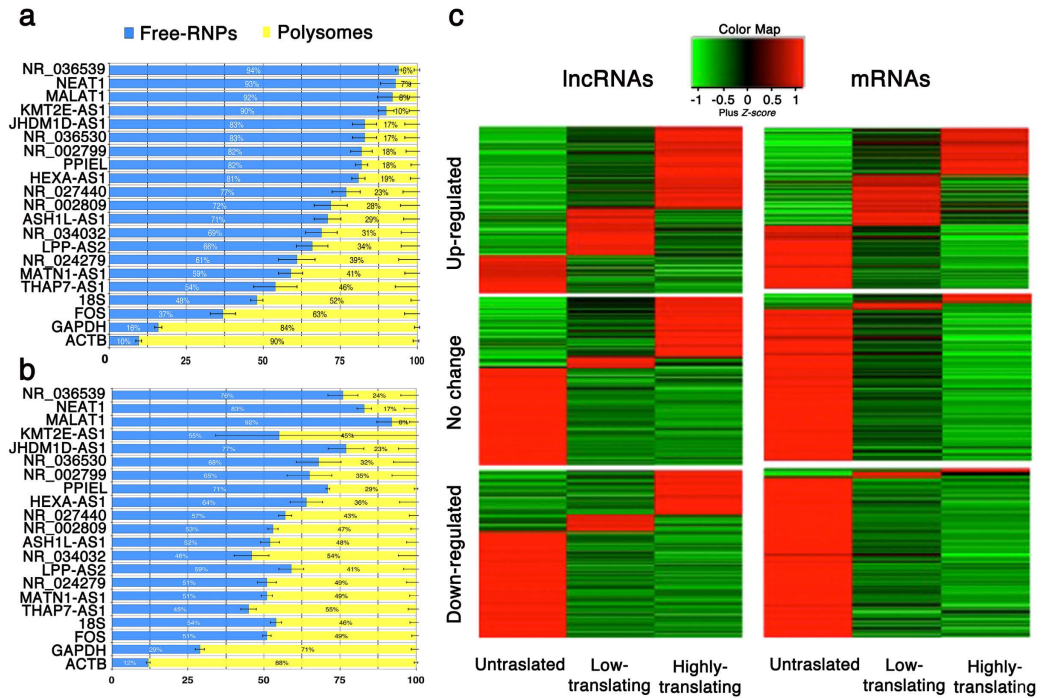 a
Free-RNPs
Polysomes
NR_036539 94% 6%
NEAT1 93% 7%
MALAT1 92% 8%
KMT2E-AS1 90% 10%
JHDM1D-AS1 83% 17%
NR_036530 83% 17%
NR_002799 82% 18%
PPIEL 82% 18%
HEXA-AS1 81% 19%
NR_027440 77% 23%
NR_002809 72% 28%
ASH1L-AS1 71% 29%
NR_034032 69% 31%
LPP-AS2 66% 34%
NR_024279 61% 39%
MATN1-AS1 59% 41%
THAP7-AS1 54% 46%
18S 48% 52%
FOS 37% 63%
GAPDH 16% 84%
ACTB 10% 90%
0 25 50 75 100
b
NR_036539 76% 24%
NEAT1 83% 17%
MALAT1 92% 8%
KMT2E-AS1 55% 45%
JHDM1D-AS1 77% 23%
NR_036530 68% 32%
NR_002799 65% 35%
PPIEL 71% 29%
HEXA-AS1 64% 36%
NR_027440 57% 43%
NR_002809 53% 47%
ASH1L-AS1 52% 48%
NR_034032 46% 54%
LPP-AS2 59% 41%
NR_024279 51% 49%
MATN1-AS1 51% 49%
THAP7-AS1 45% 55%
18S 54% 46%
FOS 51% 49%
GAPDH 29% 71%
ACTB 12% 88%
0 25 50 75 100
c
Color Map
-1 -0.5 0 0.5 1
Plus Z-score
lncRNAs
mRNAs
Up-regulated
No change
Down-regulated
Untraslated
Low-
translating
Highly-
translating
Untraslated
Low-
translating
Highly-
translating